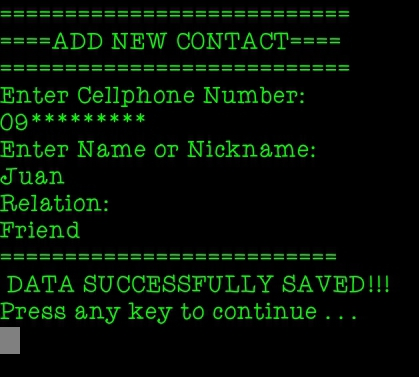 ===========================
====ADD NEW CONTACT====
===========================
Enter Cellphone Number:
09*********
Enter Name or Nickname:
Juan
Relation:
Friend
==========================
DATA SUCCESSFULLY SAVED!!!
Press any key to continue . . .